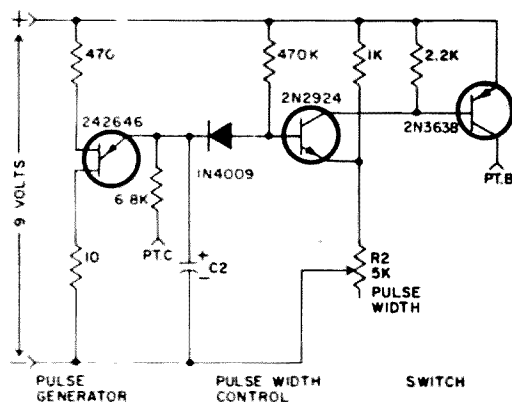 +
470
470K
1K
2.2K
2N2924
242646
2N3638
1N4009
PT.B
6.8K
9 VOLTS
PT.C
+
C2
-
10
R2
5K
PULSE
WIDTH
-
PULSE
GENERATOR
PULSE WIDTH
CONTROL
SWITCH